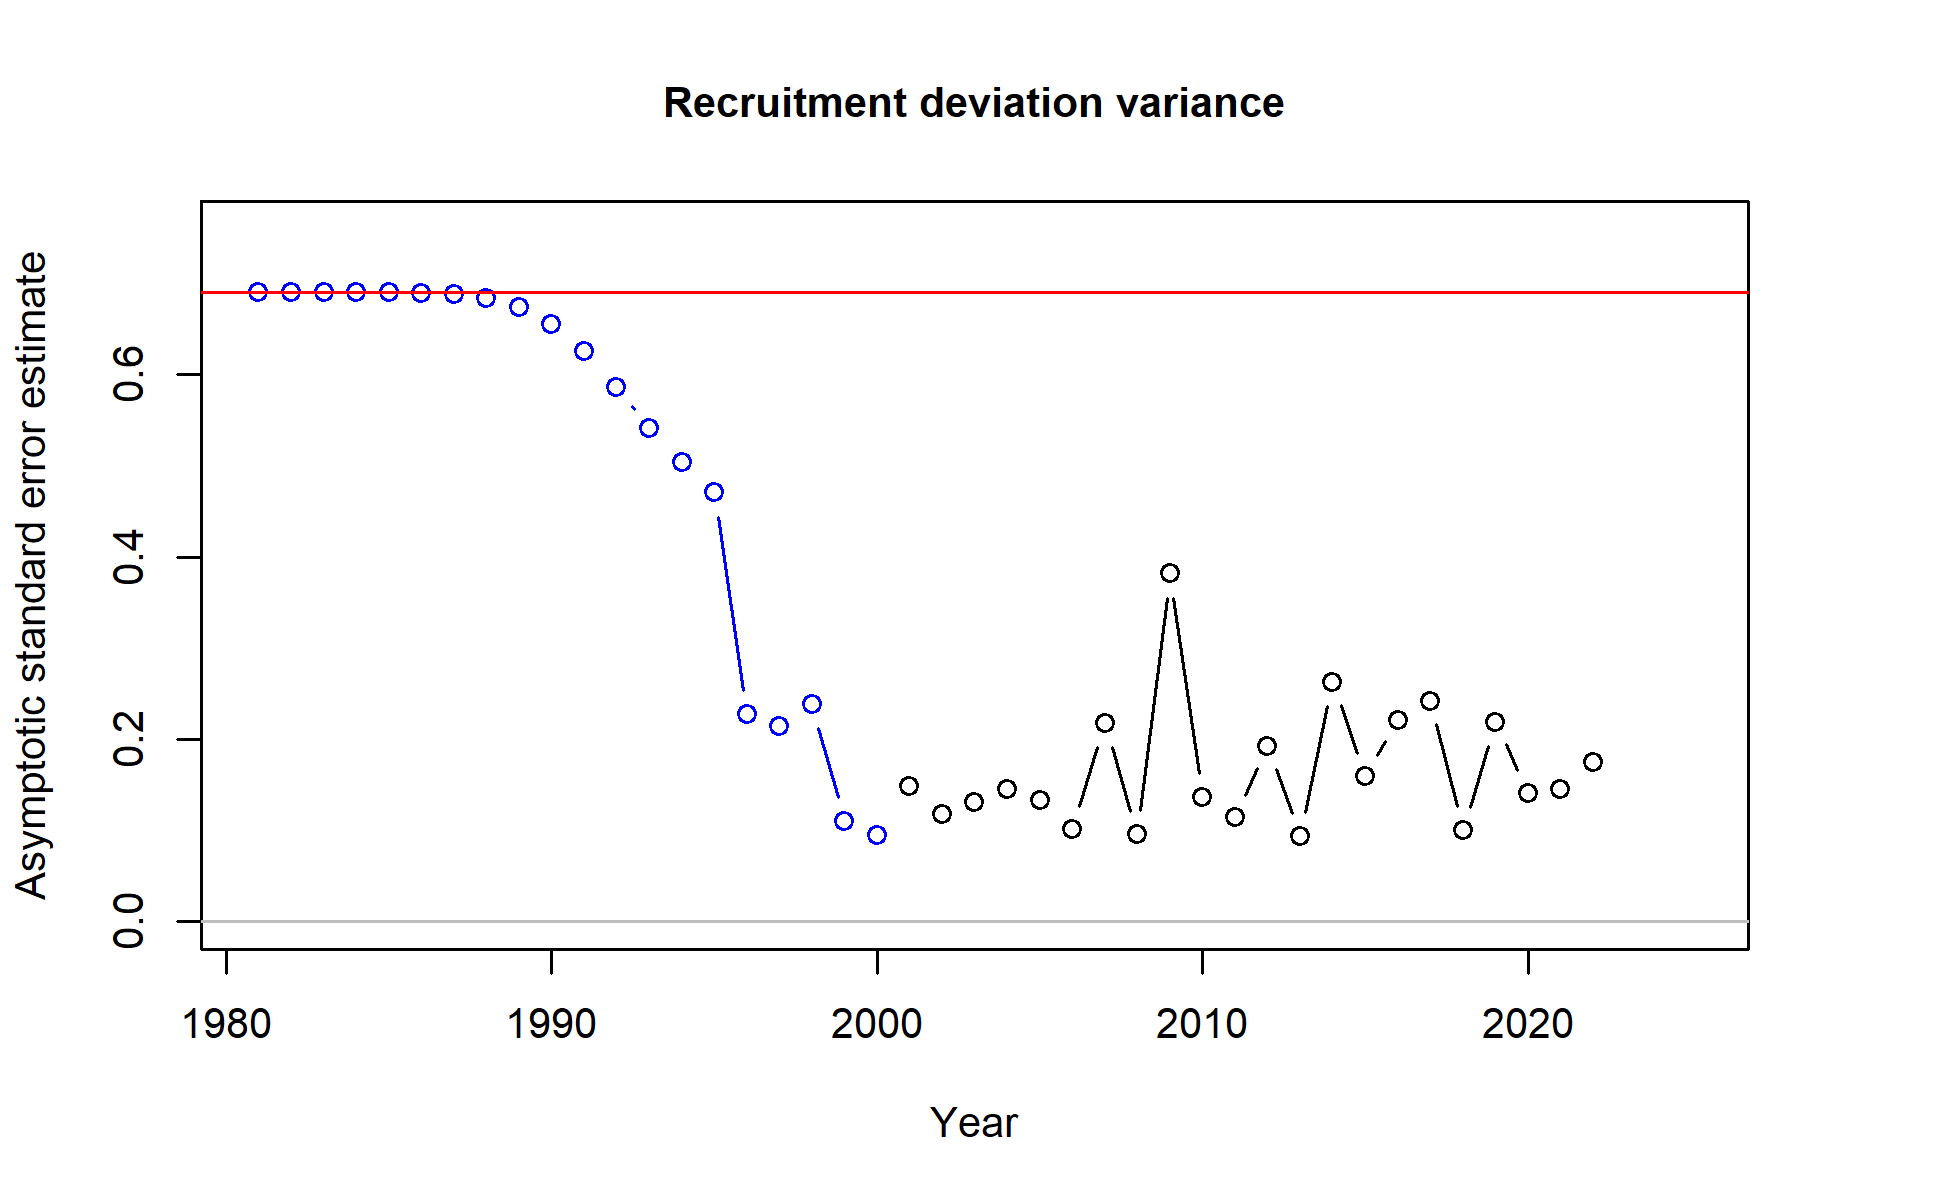 Recruitment deviation variance
Asymptotic standard error estimate
0.6
0.4
0.2
0.0
1980 1990 2000 2010 2020
Year